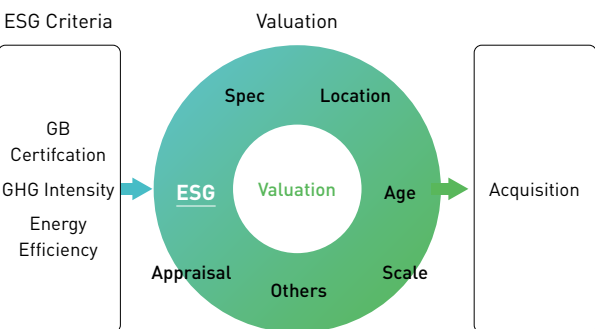 ESG Criteria
Valuation
GB
Certifcation
GHG Intensity
Energy
Efficiency
Spec
Location
ESG
Valuation
Age
Appraisal
Others
Scale
Acquisition